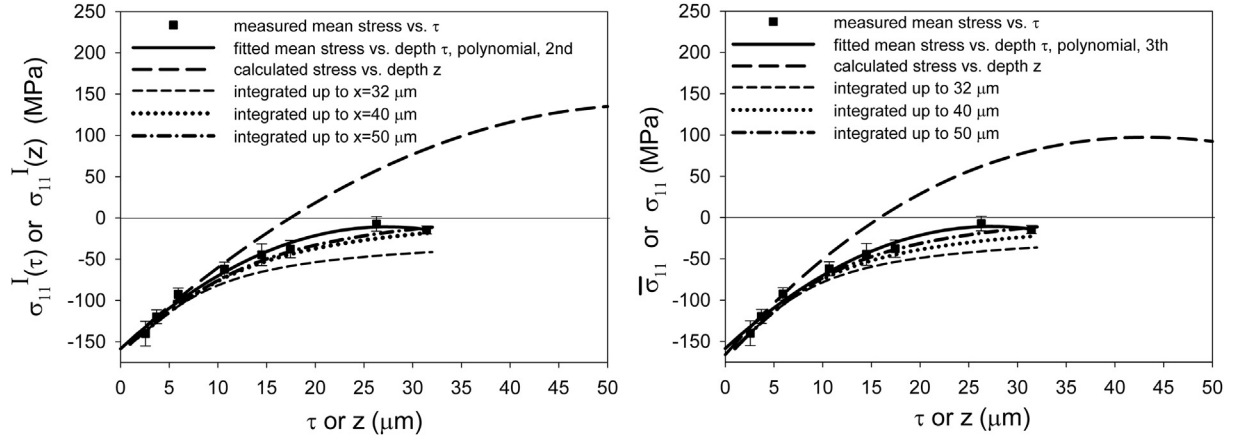 250
200
150
100
50
0
-50
-100
-150
σ₁₁ᴵ(τ) or σ₁₁ᴵ(z) (MPa)
measured mean stress vs. τ
fitted mean stress vs. depth τ, polynomial, 2nd
calculated stress vs. depth z
integrated up to x=32 μm
integrated up to x=40 μm
integrated up to x=50 μm
0 5 10 15 20 25 30 35 40 45 50
τ or z (μm)
250
200
150
100
50
0
-50
-100
-150
σ̅₁₁ or σ₁₁ (MPa)
measured mean stress vs. τ
fitted mean stress vs. depth τ, polynomial, 3th
calculated stress vs. depth z
integrated up to 32 μm
integrated up to 40 μm
integrated up to 50 μm
0 5 10 15 20 25 30 35 40 45 50
τ or z (μm)